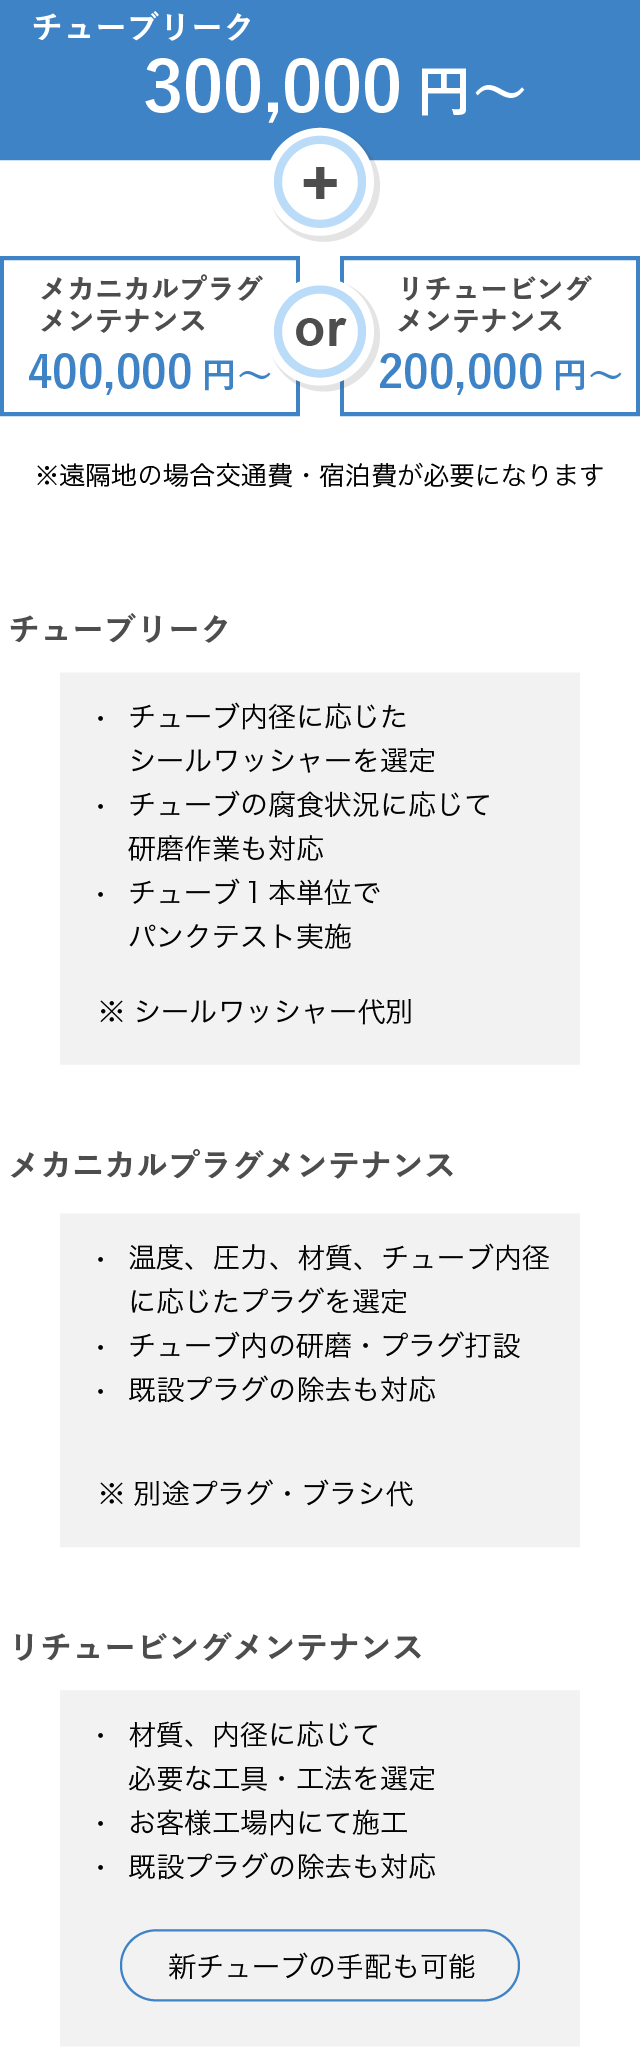 チューブリーク
300,000 円～
+
メカニカルプラグ
メンテナンス
400,000 円～
or
リチュービング
メンテナンス
200,000 円～
※遠隔地の場合交通費・宿泊費が必要になります
チューブリーク
・ チューブ内径に応じた
シールワッシャーを選定
・ チューブの腐食状況に応じて
研磨作業も対応
・ チューブ１本単位で
パンクテスト実施
※ シールワッシャー代別
メカニカルプラグメンテナンス
・ 温度、圧力、材質、チューブ内径
に応じたプラグを選定
・ チューブ内の研磨・プラグ打設
・ 既設プラグの除去も対応
※ 別途プラグ・ブラシ代
リチュービングメンテナンス
・ 材質、内径に応じて
必要な工具・工法を選定
・ お客様工場内にて施工
・ 既設プラグの除去も対応
新チューブの手配も可能